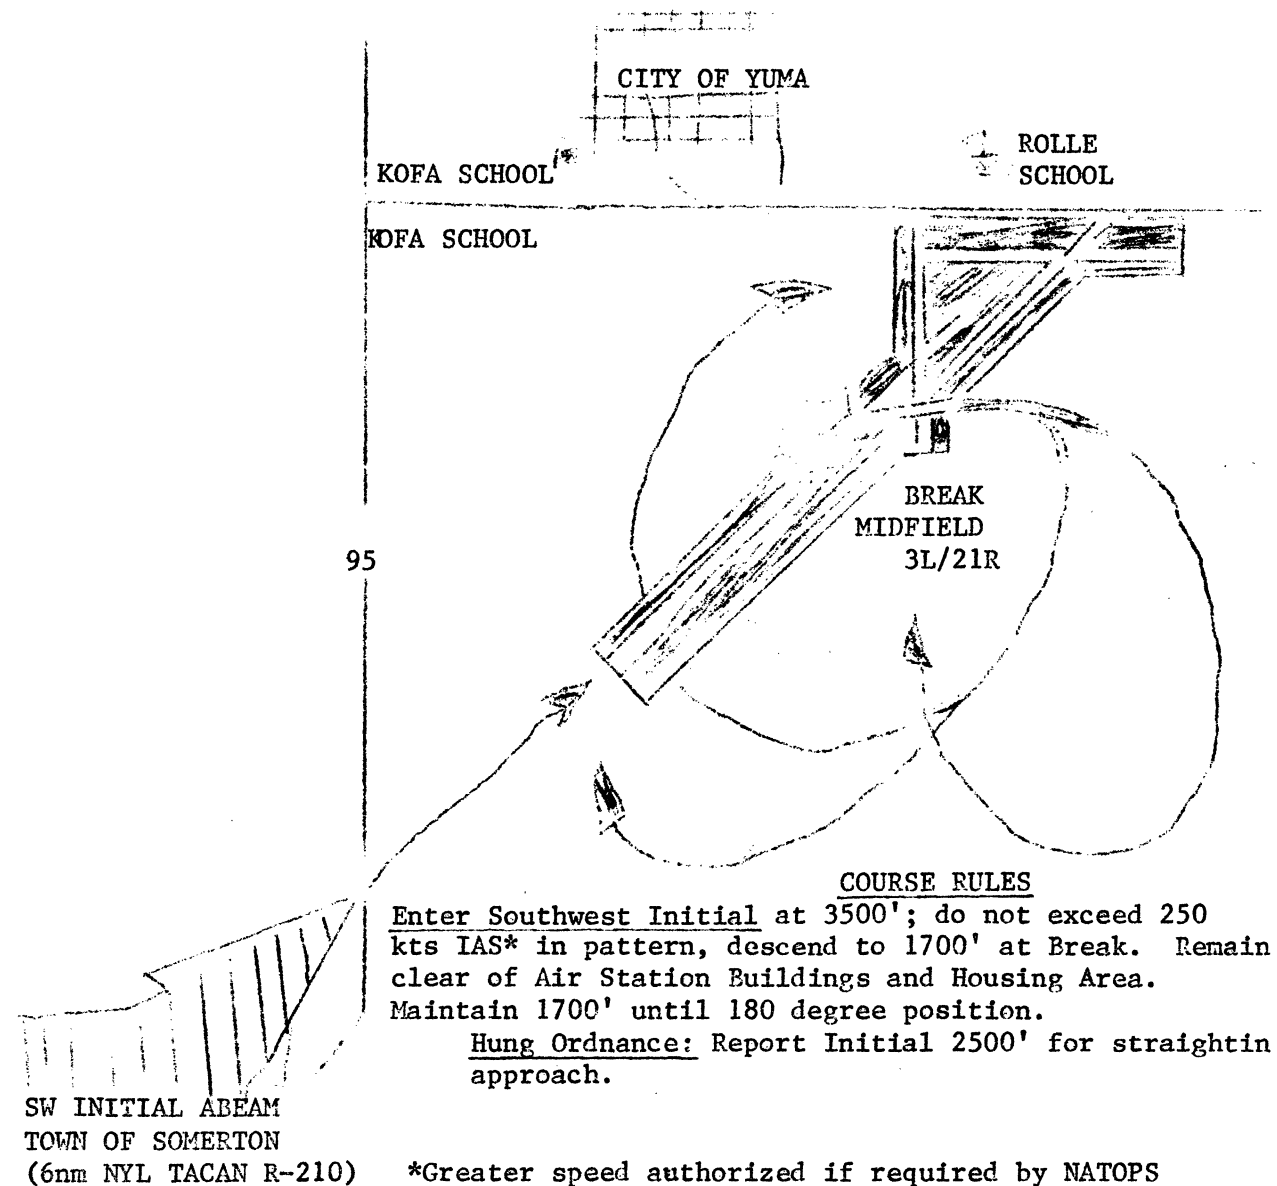 CITY OF YUMA
ROLLE
SCHOOL
KOFA SCHOOL
KOFA SCHOOL
BREAK
MIDFIELD
3L/21R
95
COURSE RULES
Enter Southwest Initial at 3500'; do not exceed 250
kts IAS* in pattern, descend to 1700' at Break. Remain
clear of Air Station Buildings and Housing Area.
Maintain 1700' until 180 degree position.
Hung Ordnance: Report Initial 2500' for straightin
approach.
SW INITIAL ABEAM
TOWN OF SOMERTON
(6nm NYL TACAN R-210)
*Greater speed authorized if required by NATOPS